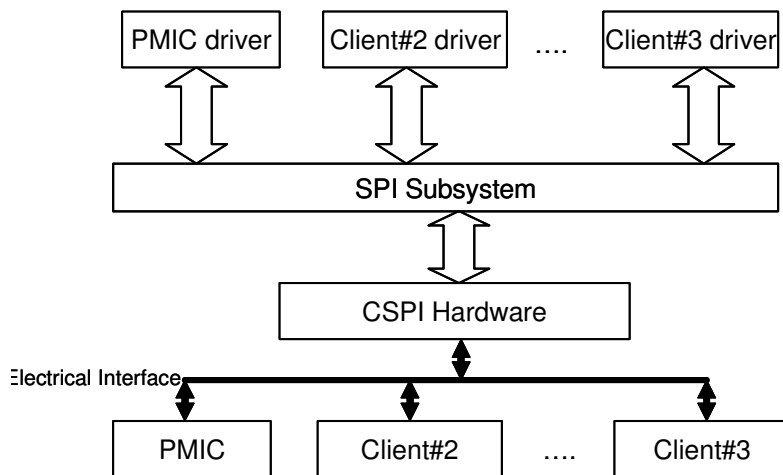 PMIC driver
Client#2 driver
....
Client#3 driver
SPI Subsystem
CSPI Hardware
Electrical Interface
PMIC
Client#2
....
Client#3